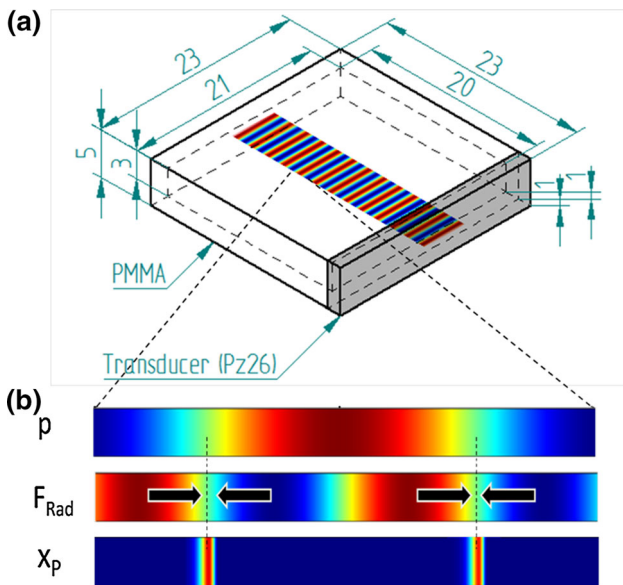 (a)
23
21
23
20
5
3
1
1
PMMA
Transducer (Pz26)
(b)
p
F_Rad
X_P